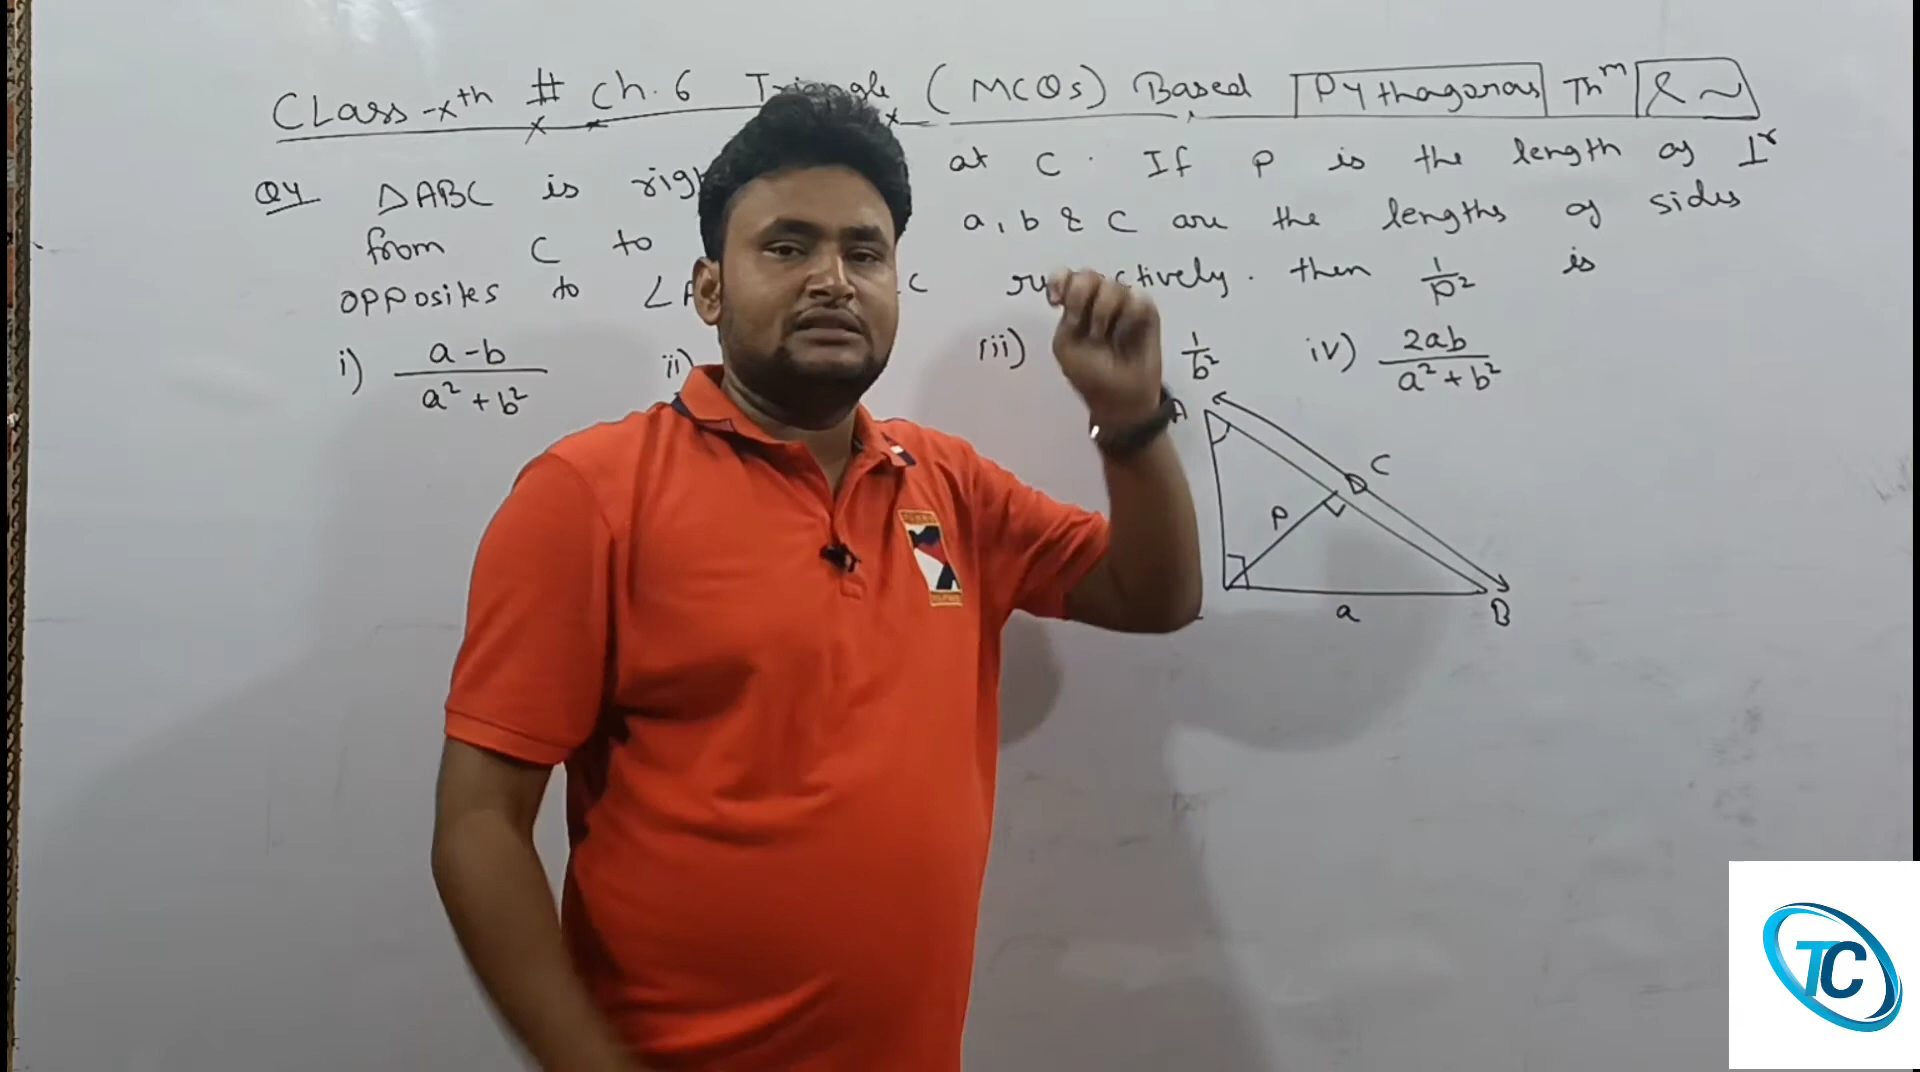 CLass -xth # Ch. 6 Triangle (MCQs) Based Pythagoras Thm & ~
Q4 ΔABC is at C. If P is the length of ⊥r
from C to a, b & C are the lengths of sides
opposites to C respectively. then 1/p² is
i) a-b/a²+b² ii) iii) 1/b² iv) 2ab/a²+b²
A
C
P
a
B
TC